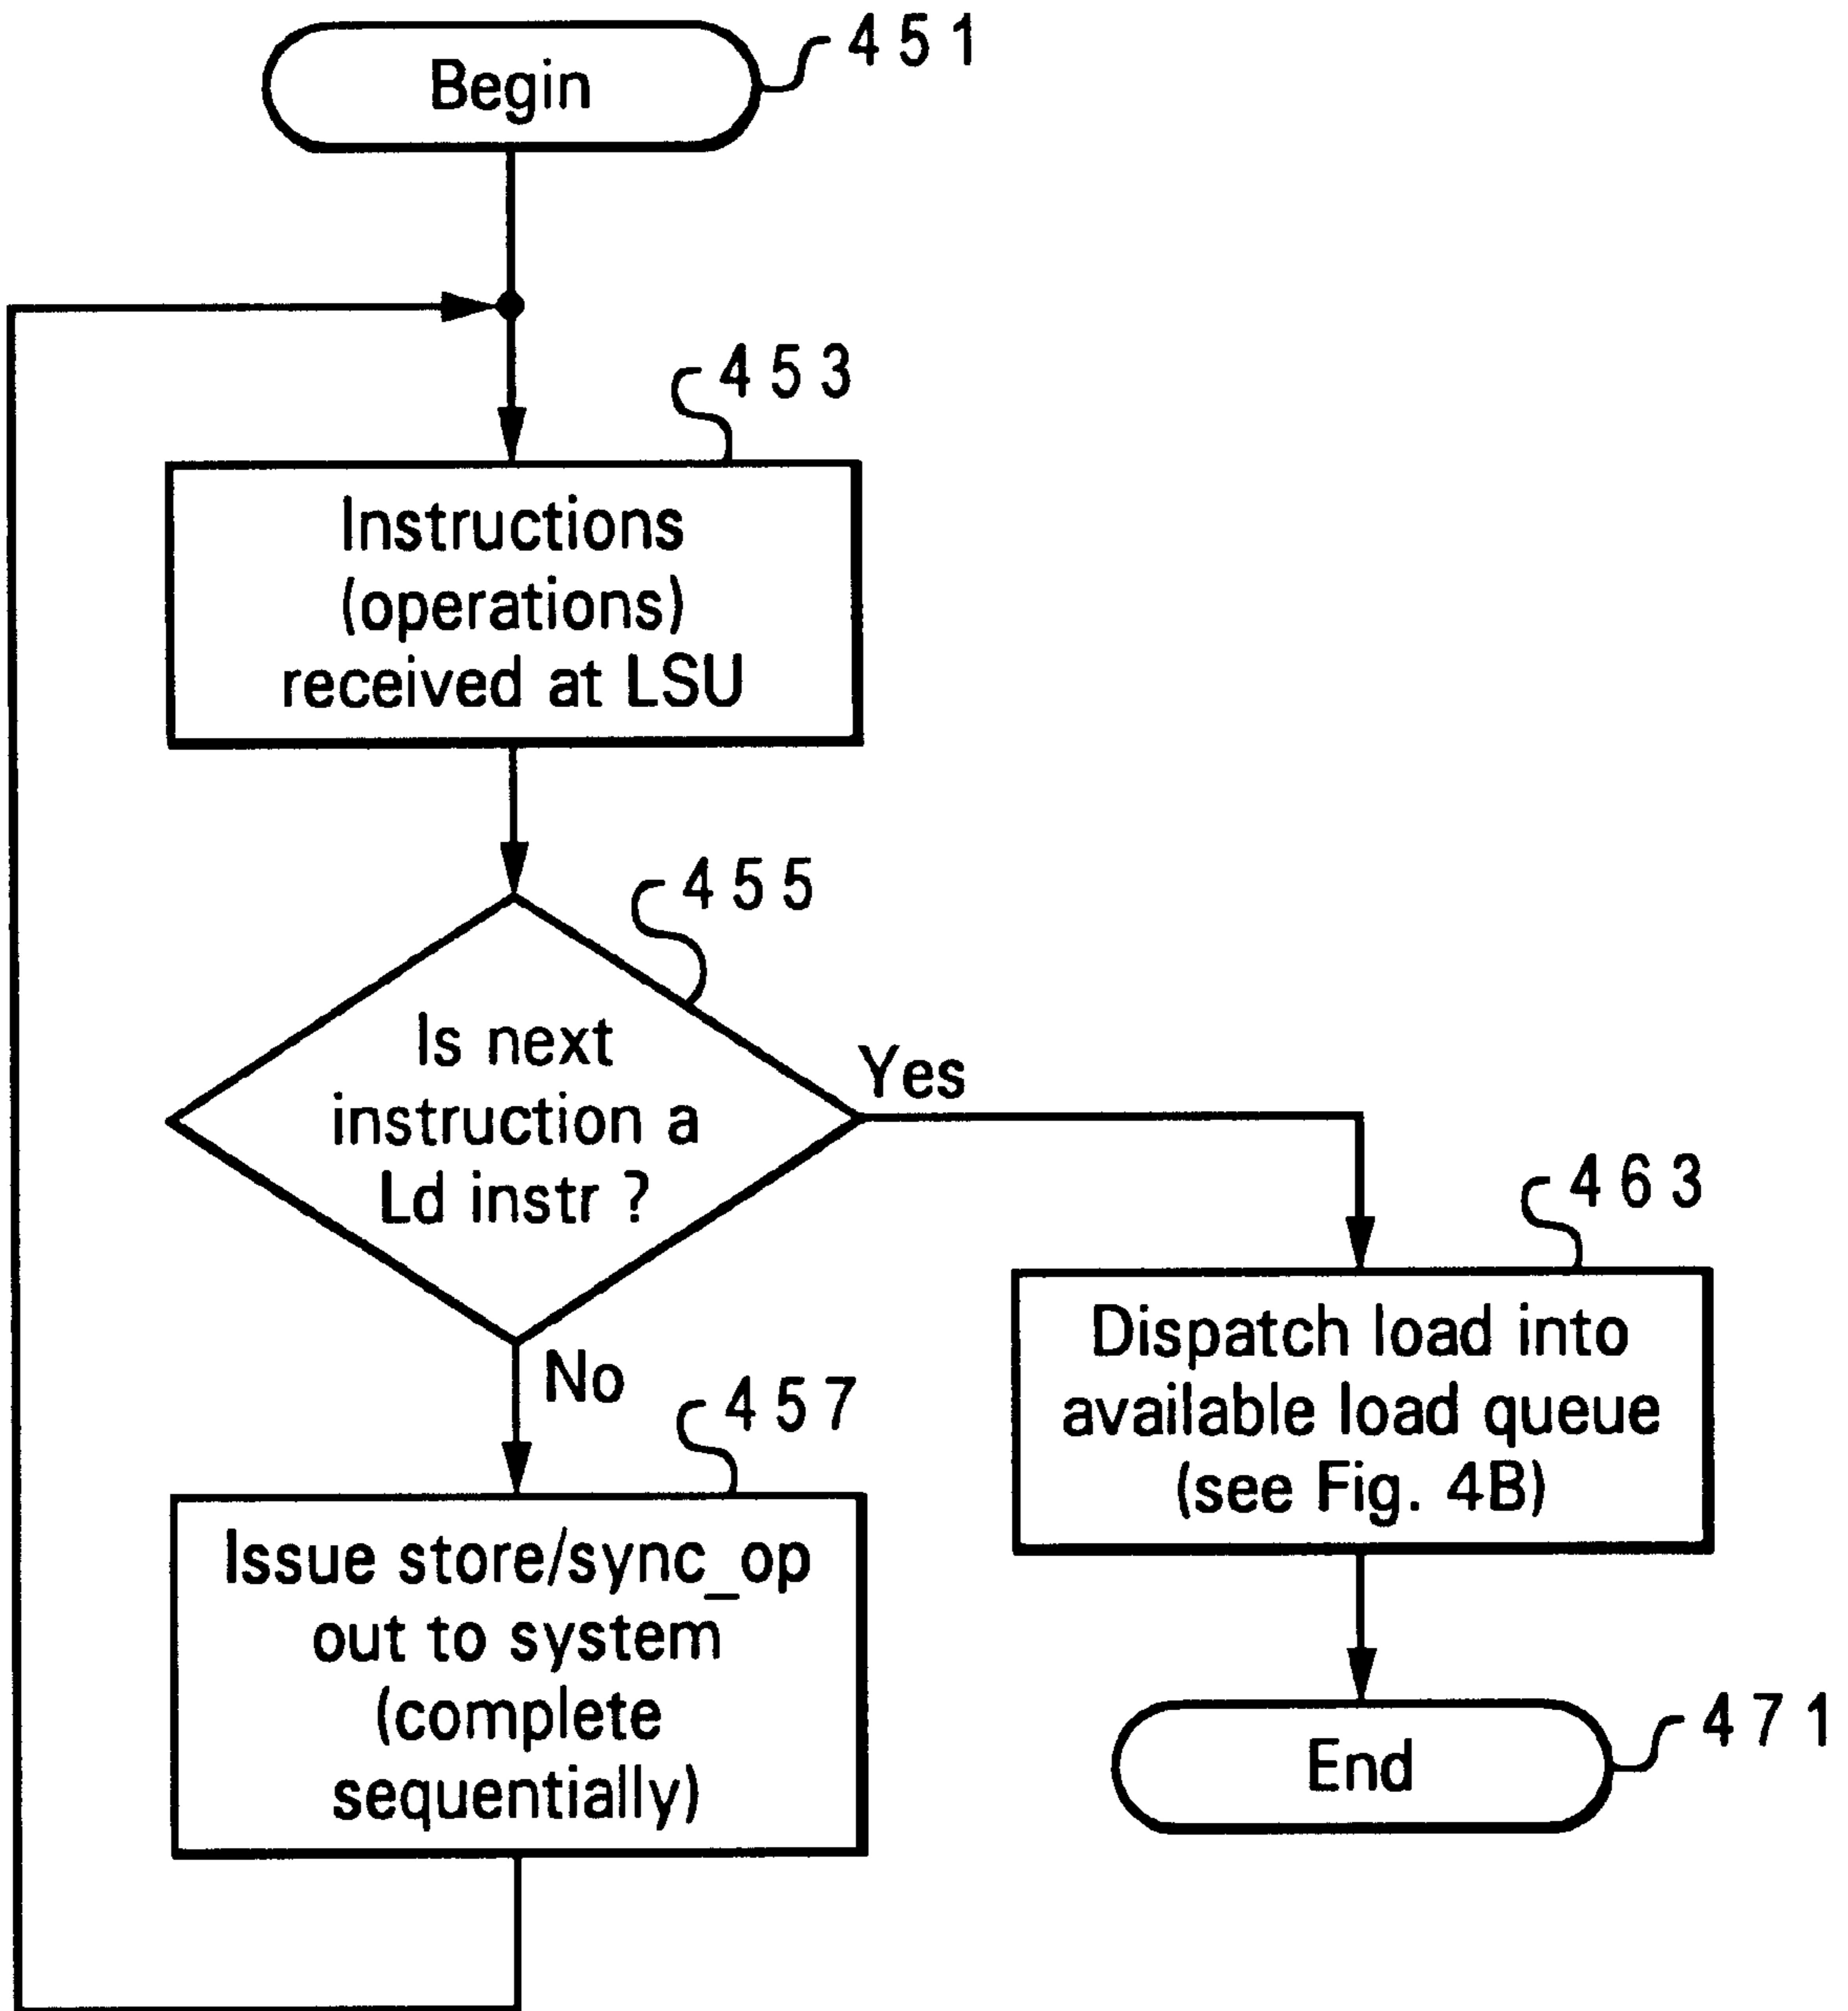 Begin
451
453
Instructions
(operations)
received at LSU
455
Is next
instruction a
Ld instr ?
Yes
No
457
Issue store/sync_op
out to system
(complete
sequentially)
463
Dispatch load into
available load queue
(see Fig. 4B)
End
471